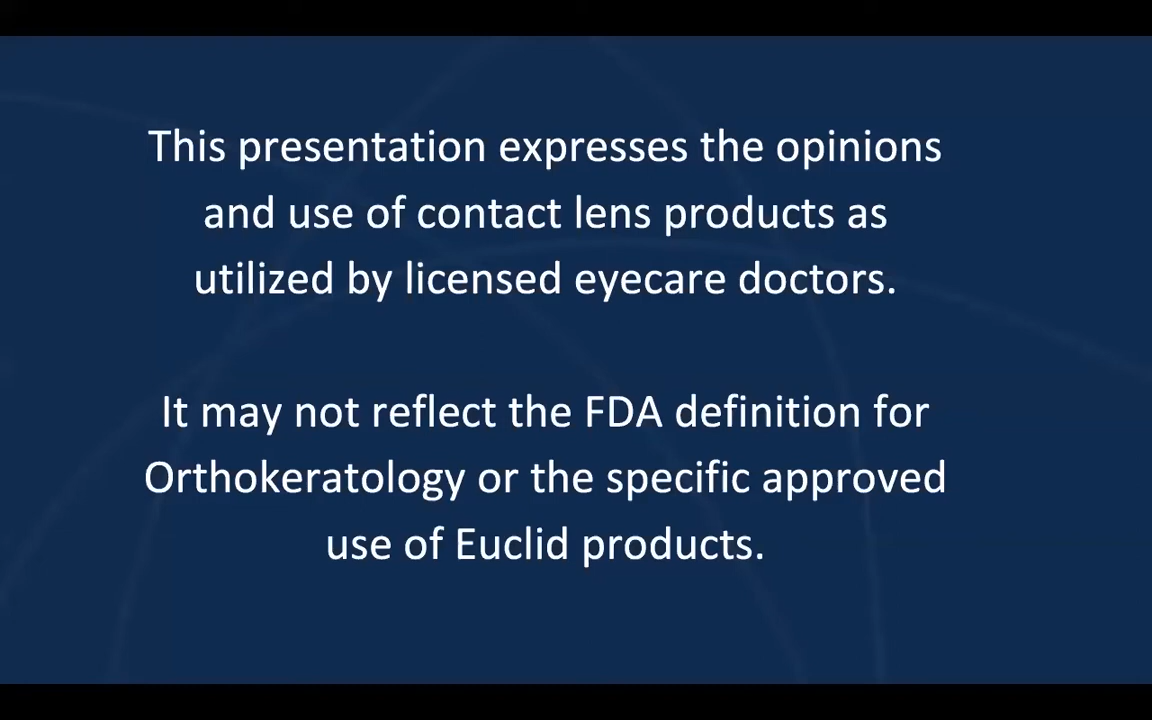 This presentation expresses the opinions
and use of contact lens products as
utilized by licensed eyecare doctors.
It may not reflect the FDA definition for
Orthokeratology or the specific approved
use of Euclid products.